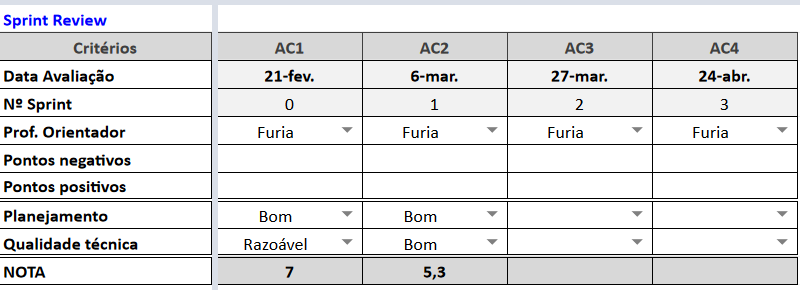 Sprint Review
Critérios AC1 AC2 AC3 AC4
Data Avaliação 21-fev. 6-mar. 27-mar. 24-abr.
Nº Sprint 0 1 2 3
Prof. Orientador Furia Furia Furia Furia
Pontos negativos
Pontos positivos
Planejamento Bom Bom
Qualidade técnica Razoável Bom
NOTA 7 5,3